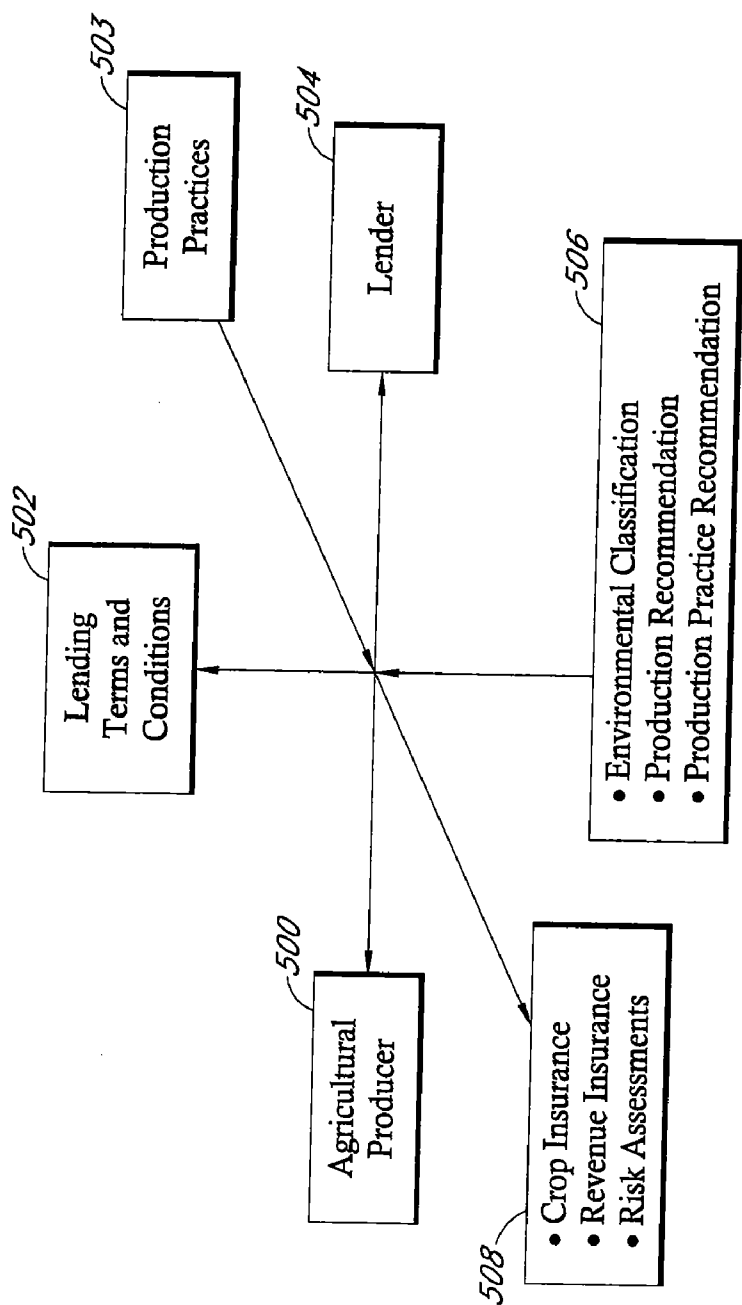 502
Lending
Terms and
Conditions
503
Production
Practices
500
Agricultural
Producer
504
Lender
508
• Crop Insurance
• Revenue Insurance
• Risk Assessments
506
• Environmental Classification
• Production Recommendation
• Production Practice Recommendation